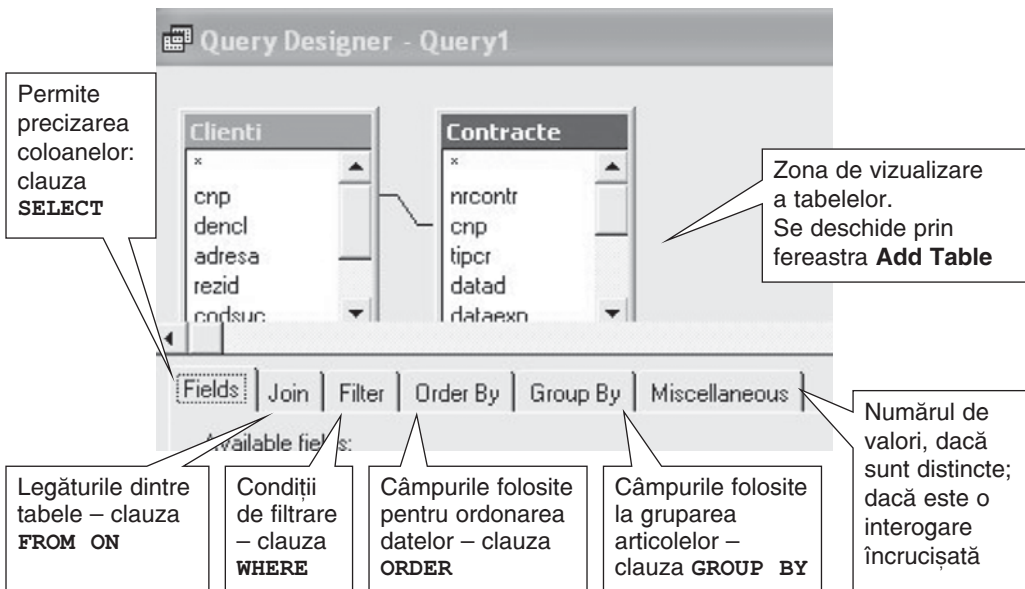 Query Designer - Query1
Permite
precizarea
coloanelor:
clauza
SELECT
Clienti
*
cnp
dencl
adresa
rezid
codsuc
Contracte
*
nrcontr
cnp
tipcr
datad
dataexp
Zona de vizualizare
a tabelelor.
Se deschide prin
fereastra Add Table
Fields
Join
Filter
Order By
Group By
Miscellaneous
Available fields:
Legăturile dintre
tabele – clauza
FROM ON
Condiții
de filtrare
– clauza
WHERE
Câmpurile folosite
pentru ordonarea
datelor – clauza
ORDER
Câmpurile folosite
la gruparea
articolelor –
clauza GROUP BY
Numărul de
valori, dacă
sunt distincte;
dacă este o
interogare
încrucișată